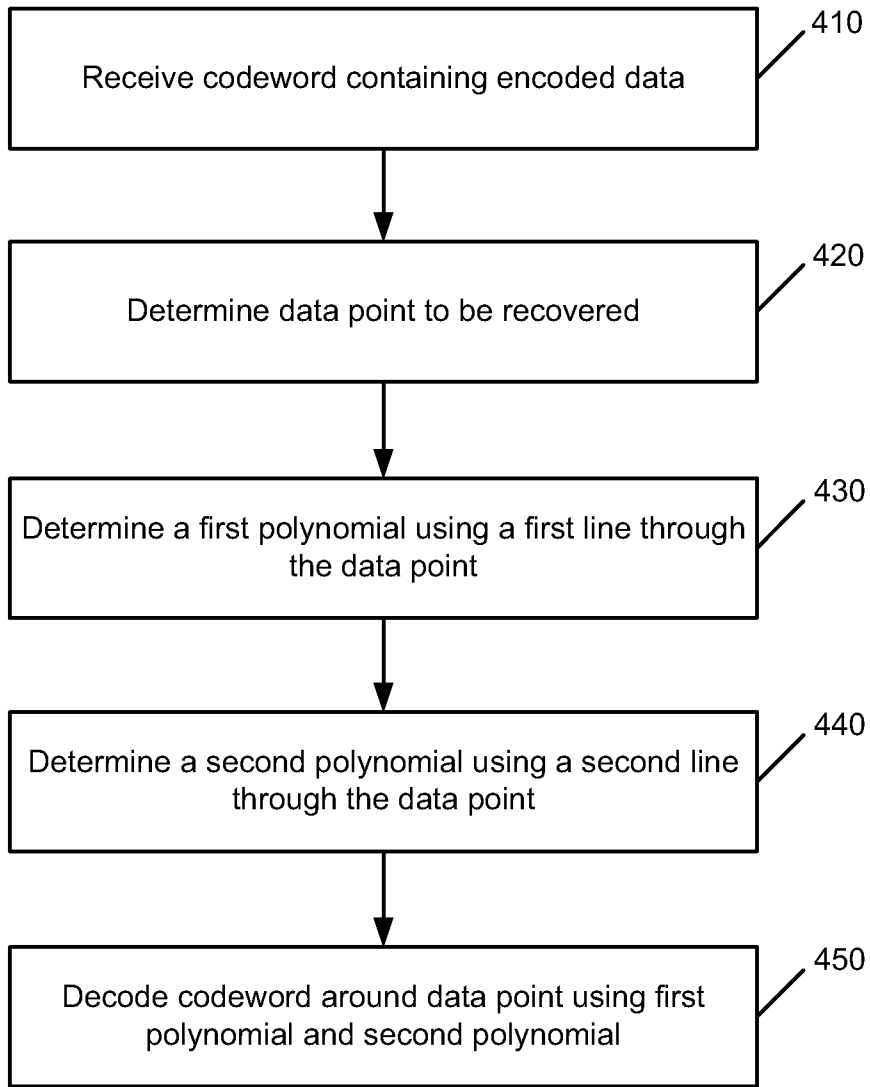 410
Receive codeword containing encoded data
420
Determine data point to be recovered
430
Determine a first polynomial using a first line through
the data point
440
Determine a second polynomial using a second line
through the data point
450
Decode codeword around data point using first
polynomial and second polynomial